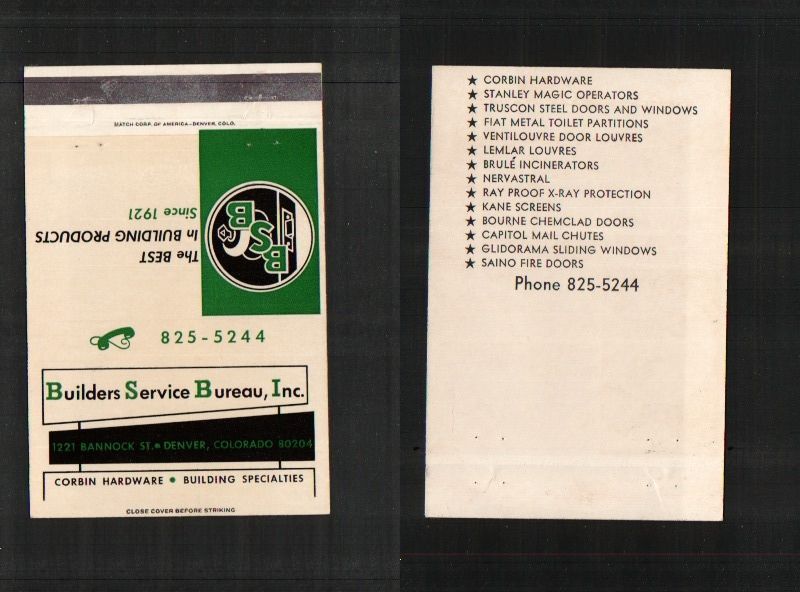 MATCH CORP. OF AMERICA-DENVER, COLO.
BSB
The BEST
In BUILDING PRODUCTS
Since 1921
825-5244
Builders Service Bureau, Inc.
1221 BANNOCK ST. • DENVER, COLORADO 80204
CORBIN HARDWARE • BUILDING SPECIALTIES
CLOSE COVER BEFORE STRIKING
★ CORBIN HARDWARE
★ STANLEY MAGIC OPERATORS
★ TRUSCON STEEL DOORS AND WINDOWS
★ FIAT METAL TOILET PARTITIONS
★ VENTILOUVRE DOOR LOUVRES
★ LEMLAR LOUVRES
★ BRULÉ INCINERATORS
★ NERVASTRAL
★ RAY PROOF X-RAY PROTECTION
★ KANE SCREENS
★ BOURNE CHEMCLAD DOORS
★ CAPITOL MAIL CHUTES
★ GLIDORAMA SLIDING WINDOWS
★ SAINO FIRE DOORS
Phone 825-5244